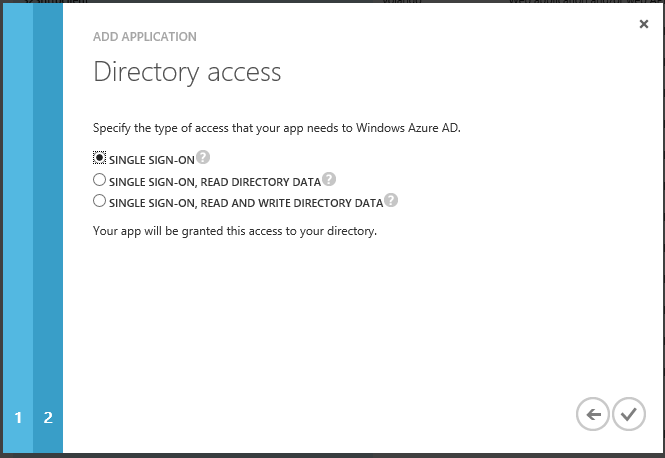 ADD APPLICATION
Directory access
Specify the type of access that your app needs to Windows Azure AD.
SINGLE SIGN-ON ?
SINGLE SIGN-ON, READ DIRECTORY DATA ?
SINGLE SIGN-ON, READ AND WRITE DIRECTORY DATA ?
Your app will be granted this access to your directory.
1 2